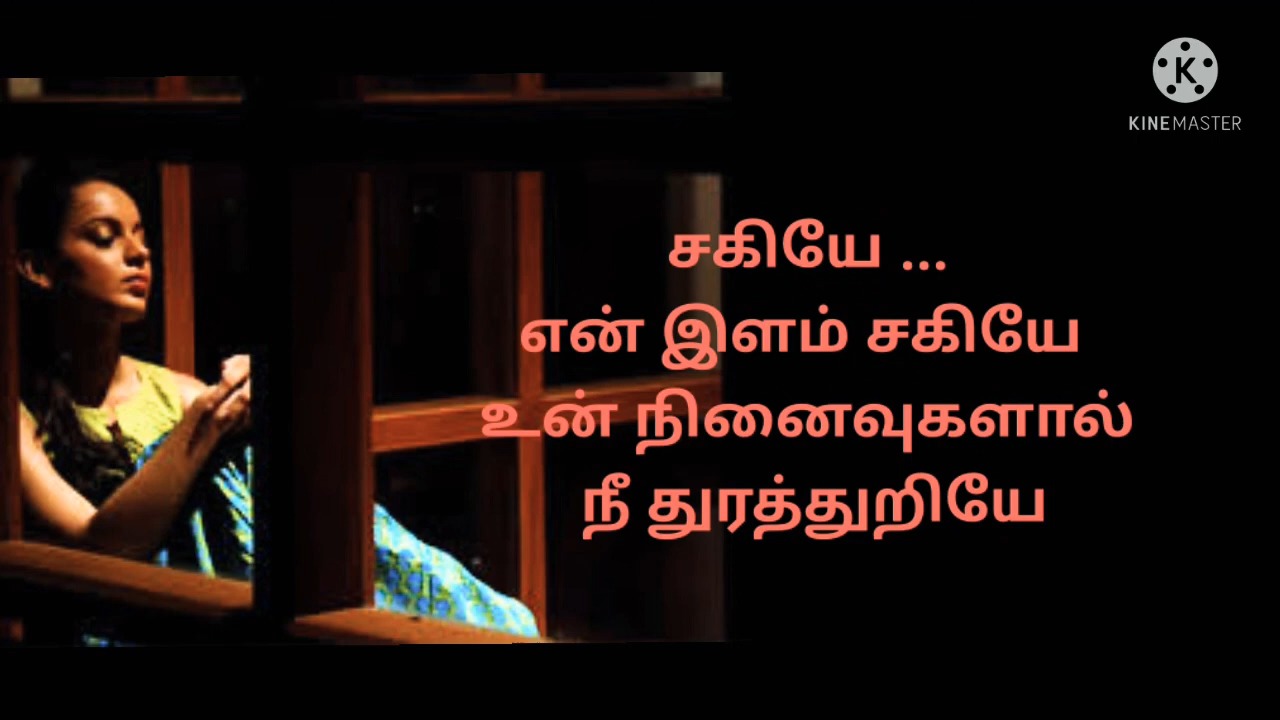 KINEMASTER
சகியே ...
என் இளம் சகியே
உன் நினைவுகளால்
நீ துரத்துறியே